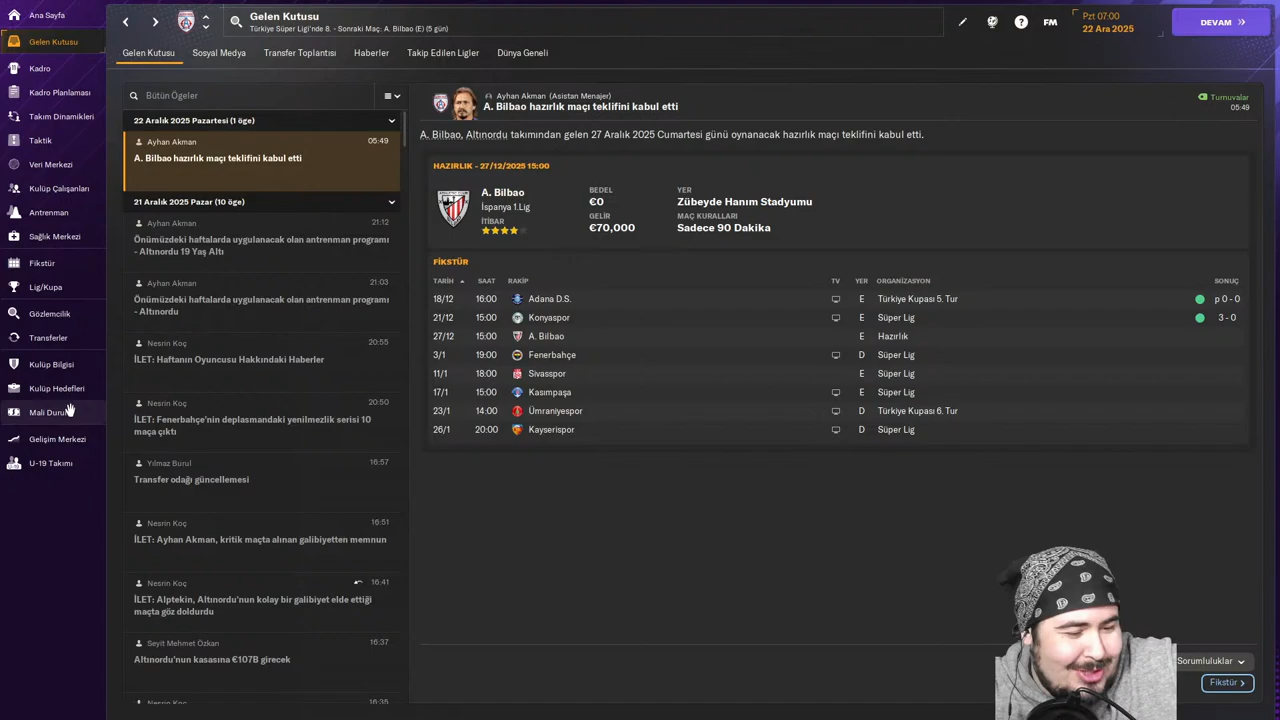 Ana Sayfa
Gelen Kutusu
Kadro
Kadro Planlaması
Takım Dinamikleri
Taktik
Veri Merkezi
Kulüp Çalışanları
Antrenman
Sağlık Merkezi
Fikstür
Lig/Kupa
Gözlemcilik
Transferler
Kulüp Bilgisi
Kulüp Hedefleri
Mali
Gelişim Merkezi
U-19 Takımı
Gelen Kutusu
Türkiye Süper Ligi'nde 8. - Sonraki Maç: A. Bilbao (E) (5 gün)
FM
Pzt 07:00
22 Ara 2025
DEVAM
Gelen Kutusu Sosyal Medya Transfer Toplantısı Haberler Takip Edilen Ligler Dünya Geneli
Bütün Ögeler
22 Aralık 2025 Pazartesi (1 öge)
Ayhan Akman 05:49
A. Bilbao hazırlık maçı teklifini kabul etti
21 Aralık 2025 Pazar (10 öge)
Ayhan Akman 21:12
Önümüzdeki haftalarda uygulanacak olan antrenman programı
- Altınordu 19 Yaş Altı
Ayhan Akman 21:03
Önümüzdeki haftalarda uygulanacak olan antrenman programı
- Altınordu
Nesrin Koç 20:55
İLET: Haftanın Oyuncusu Hakkındaki Haberler
Nesrin Koç 20:50
İLET: Fenerbahçe'nin deplasmandaki yenilmezlik serisi 10
maça çıktı
Yılmaz Burul 16:57
Transfer odağı güncellemesi
Nesrin Koç 16:51
İLET: Ayhan Akman, kritik maçta alınan galibiyetten memnun
Nesrin Koç 16:41
İLET: Alptekin, Altınordu'nun kolay bir galibiyet elde ettiği
maçta göz doldurdu
Seyit Mehmet Özkan 16:37
Altınordu'nun kasasına €107B girecek
Nesrin Koç 16:35
Ayhan Akman (Asistan Menajer)
A. Bilbao hazırlık maçı teklifini kabul etti
Turnuvalar
05:49
A. Bilbao, Altınordu takımından gelen 27 Aralık 2025 Cumartesi günü oynanacak hazırlık maçı teklifini kabul etti.
HAZIRLIK - 27/12/2025 15:00
A. Bilbao
İspanya 1.Lig
İTİBAR
BEDEL
€0
GELİR
€70,000
YER
Zübeyde Hanım Stadyumu
MAÇ KURALLARI
Sadece 90 Dakika
FİKSTÜR
TARİH SAAT RAKİP TV YER ORGANİZASYON SONUÇ
18/12 16:00 Adana D.S. E Türkiye Kupası 5. Tur p 0 - 0
21/12 15:00 Konyaspor E Süper Lig 3 - 0
27/12 15:00 A. Bilbao E Hazırlık
3/1 19:00 Fenerbahçe D Süper Lig
11/1 18:00 Sivasspor E Süper Lig
17/1 15:00 Kasımpaşa E Süper Lig
23/1 14:00 Ümraniyespor D Türkiye Kupası 6. Tur
26/1 20:00 Kayserispor D Süper Lig
Sorumluluklar
Fikstür